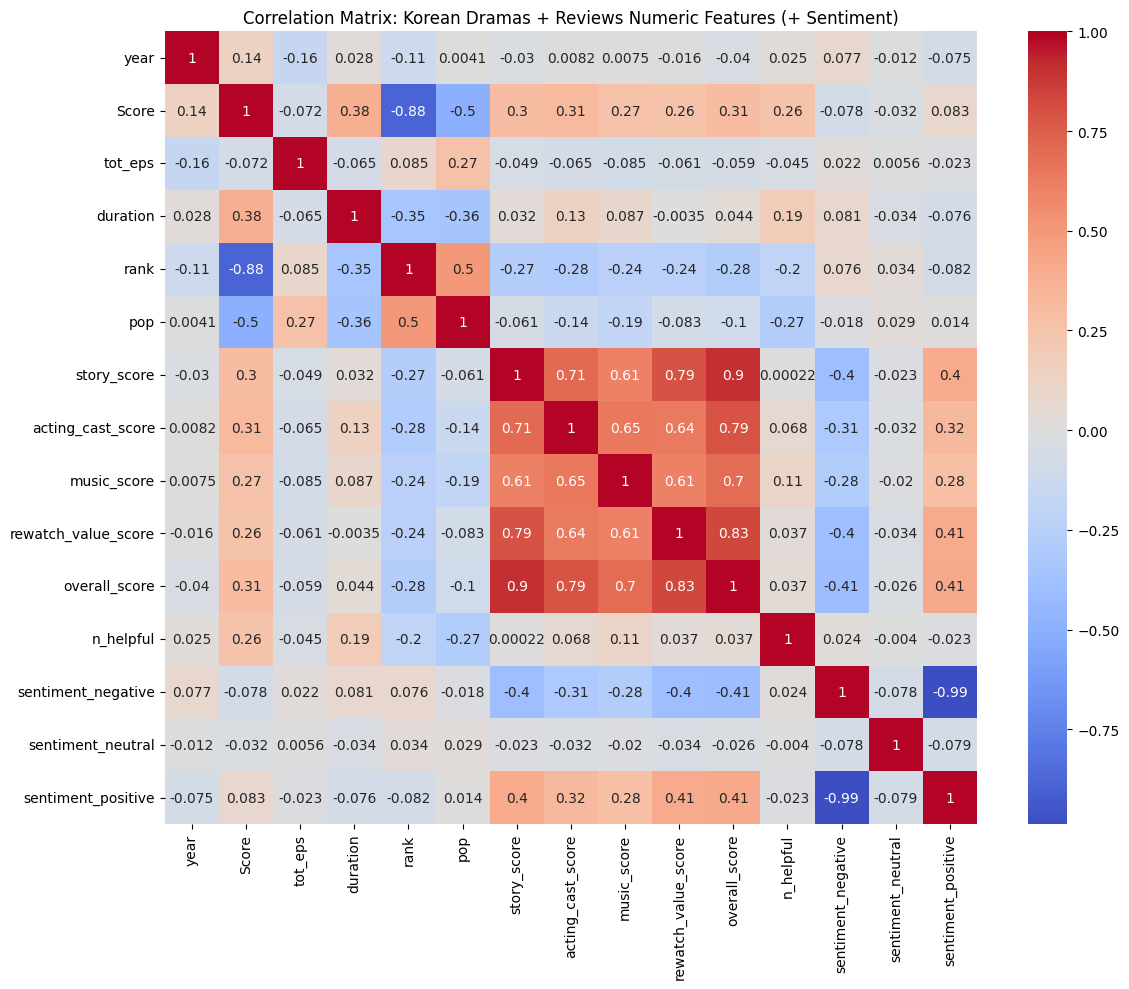 Correlation Matrix: Korean Dramas + Reviews Numeric Features (+ Sentiment)
year 1 0.14 -0.16 0.028 -0.11 0.0041 -0.03 0.0082 0.0075 -0.016 -0.04 0.025 0.077 -0.012 -0.075
Score 0.14 1 -0.072 0.38 -0.88 -0.5 0.3 0.31 0.27 0.26 0.31 0.26 -0.078 -0.032 0.083
tot_eps -0.16 -0.072 1 -0.065 0.085 0.27 -0.049 -0.065 -0.085 -0.061 -0.059 -0.045 0.022 0.0056 -0.023
duration 0.028 0.38 -0.065 1 -0.35 -0.36 0.032 0.13 0.087 -0.0035 0.044 0.19 0.081 -0.034 -0.076
rank -0.11 -0.88 0.085 -0.35 1 0.5 -0.27 -0.28 -0.24 -0.24 -0.28 -0.2 0.076 0.034 -0.082
pop 0.0041 -0.5 0.27 -0.36 0.5 1 -0.061 -0.14 -0.19 -0.083 -0.1 -0.27 -0.018 0.029 0.014
story_score -0.03 0.3 -0.049 0.032 -0.27 -0.061 1 0.71 0.61 0.79 0.9 0.00022 -0.4 -0.023 0.4
acting_cast_score 0.0082 0.31 -0.065 0.13 -0.28 -0.14 0.71 1 0.65 0.64 0.79 0.068 -0.31 -0.032 0.32
music_score 0.0075 0.27 -0.085 0.087 -0.24 -0.19 0.61 0.65 1 0.61 0.7 0.11 -0.28 -0.02 0.28
rewatch_value_score -0.016 0.26 -0.061 -0.0035 -0.24 -0.083 0.79 0.64 0.61 1 0.83 0.037 -0.4 -0.034 0.41
overall_score -0.04 0.31 -0.059 0.044 -0.28 -0.1 0.9 0.79 0.7 0.83 1 0.037 -0.41 -0.026 0.41
n_helpful 0.025 0.26 -0.045 0.19 -0.2 -0.27 0.00022 0.068 0.11 0.037 0.037 1 0.024 -0.004 -0.023
sentiment_negative 0.077 -0.078 0.022 0.081 0.076 -0.018 -0.4 -0.31 -0.28 -0.4 -0.41 0.024 1 -0.078 -0.99
sentiment_neutral -0.012 -0.032 0.0056 -0.034 0.034 0.029 -0.023 -0.032 -0.02 -0.034 -0.026 -0.004 -0.078 1 -0.079
sentiment_positive -0.075 0.083 -0.023 -0.076 -0.082 0.014 0.4 0.32 0.28 0.41 0.41 -0.023 -0.99 -0.079 1
year
Score
tot_eps
duration
rank
pop
story_score
acting_cast_score
music_score
rewatch_value_score
overall_score
n_helpful
sentiment_negative
sentiment_neutral
sentiment_positive
1.00
0.75
0.50
0.25
0.00
−0.25
−0.50
−0.75